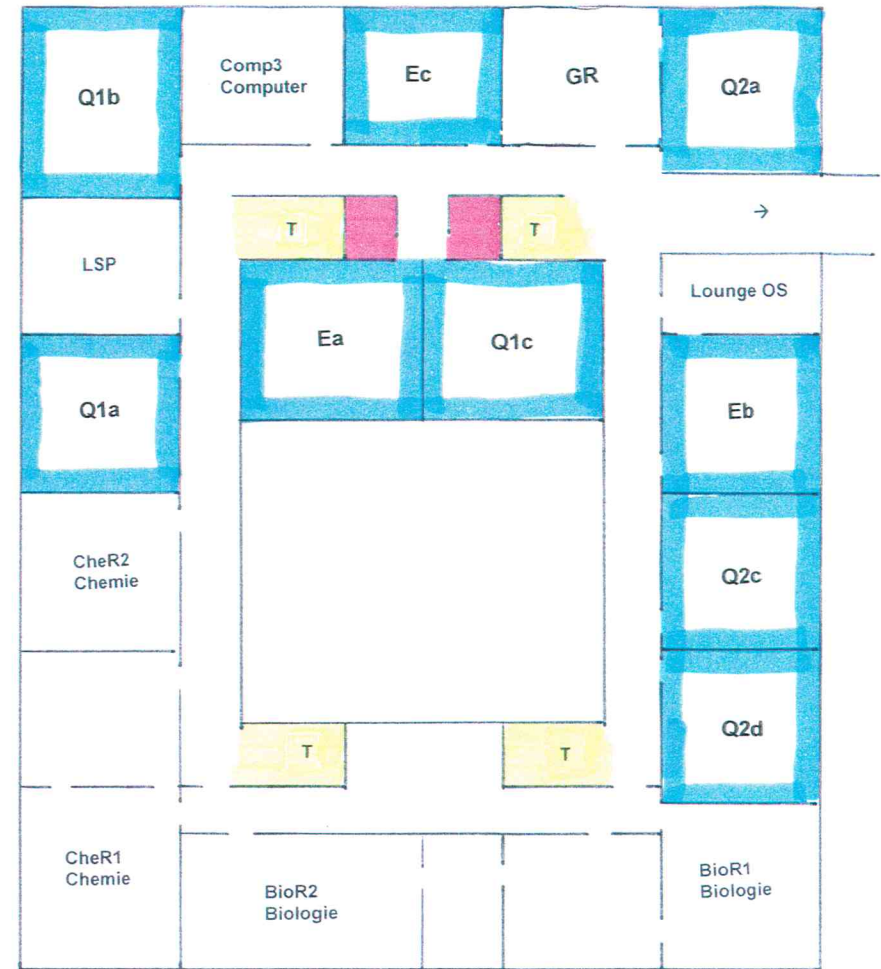 Q1b
Comp3
Computer
Ec
GR
Q2a
T
T
→
LSP
Lounge OS
Ea
Q1c
Q1a
Eb
CheR2
Chemie
Q2c
Q2d
T
T
CheR1
Chemie
BioR2
Biologie
BioR1
Biologie